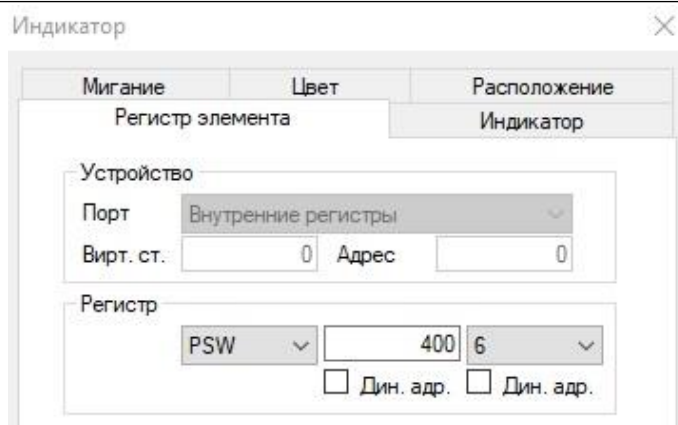 Индикатор
Мигание Цвет Расположение
Регистр элемента Индикатор
Устройство
Порт Внутренние регистры
Вирт. ст. 0 Адрес 0
Регистр
PSW 400 6
Дин. адр. Дин. адр.